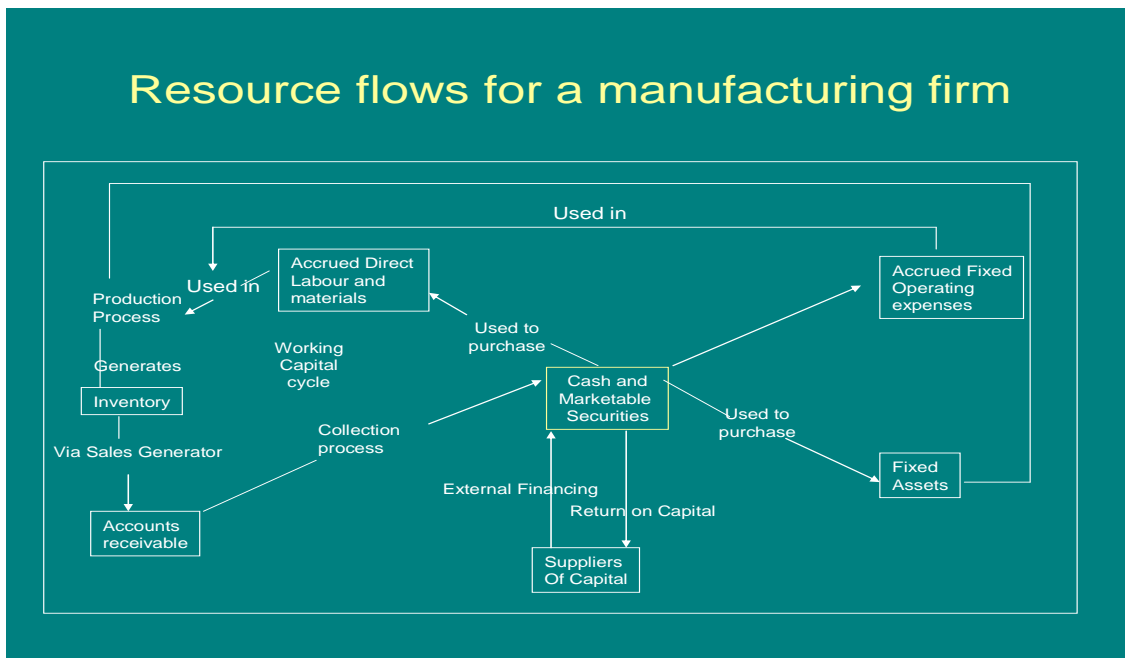 Resource flows for a manufacturing firm
Used in
Accrued Direct
Labour and
materials
Accrued Fixed
Operating
expenses
Used in
Production
Process
Used to
purchase
Working
Capital
cycle
Generates
Cash and
Marketable
Securities
Inventory
Used to
purchase
Collection
process
Via Sales Generator
Fixed
Assets
External Financing
Return on Capital
Accounts
receivable
Suppliers
Of Capital